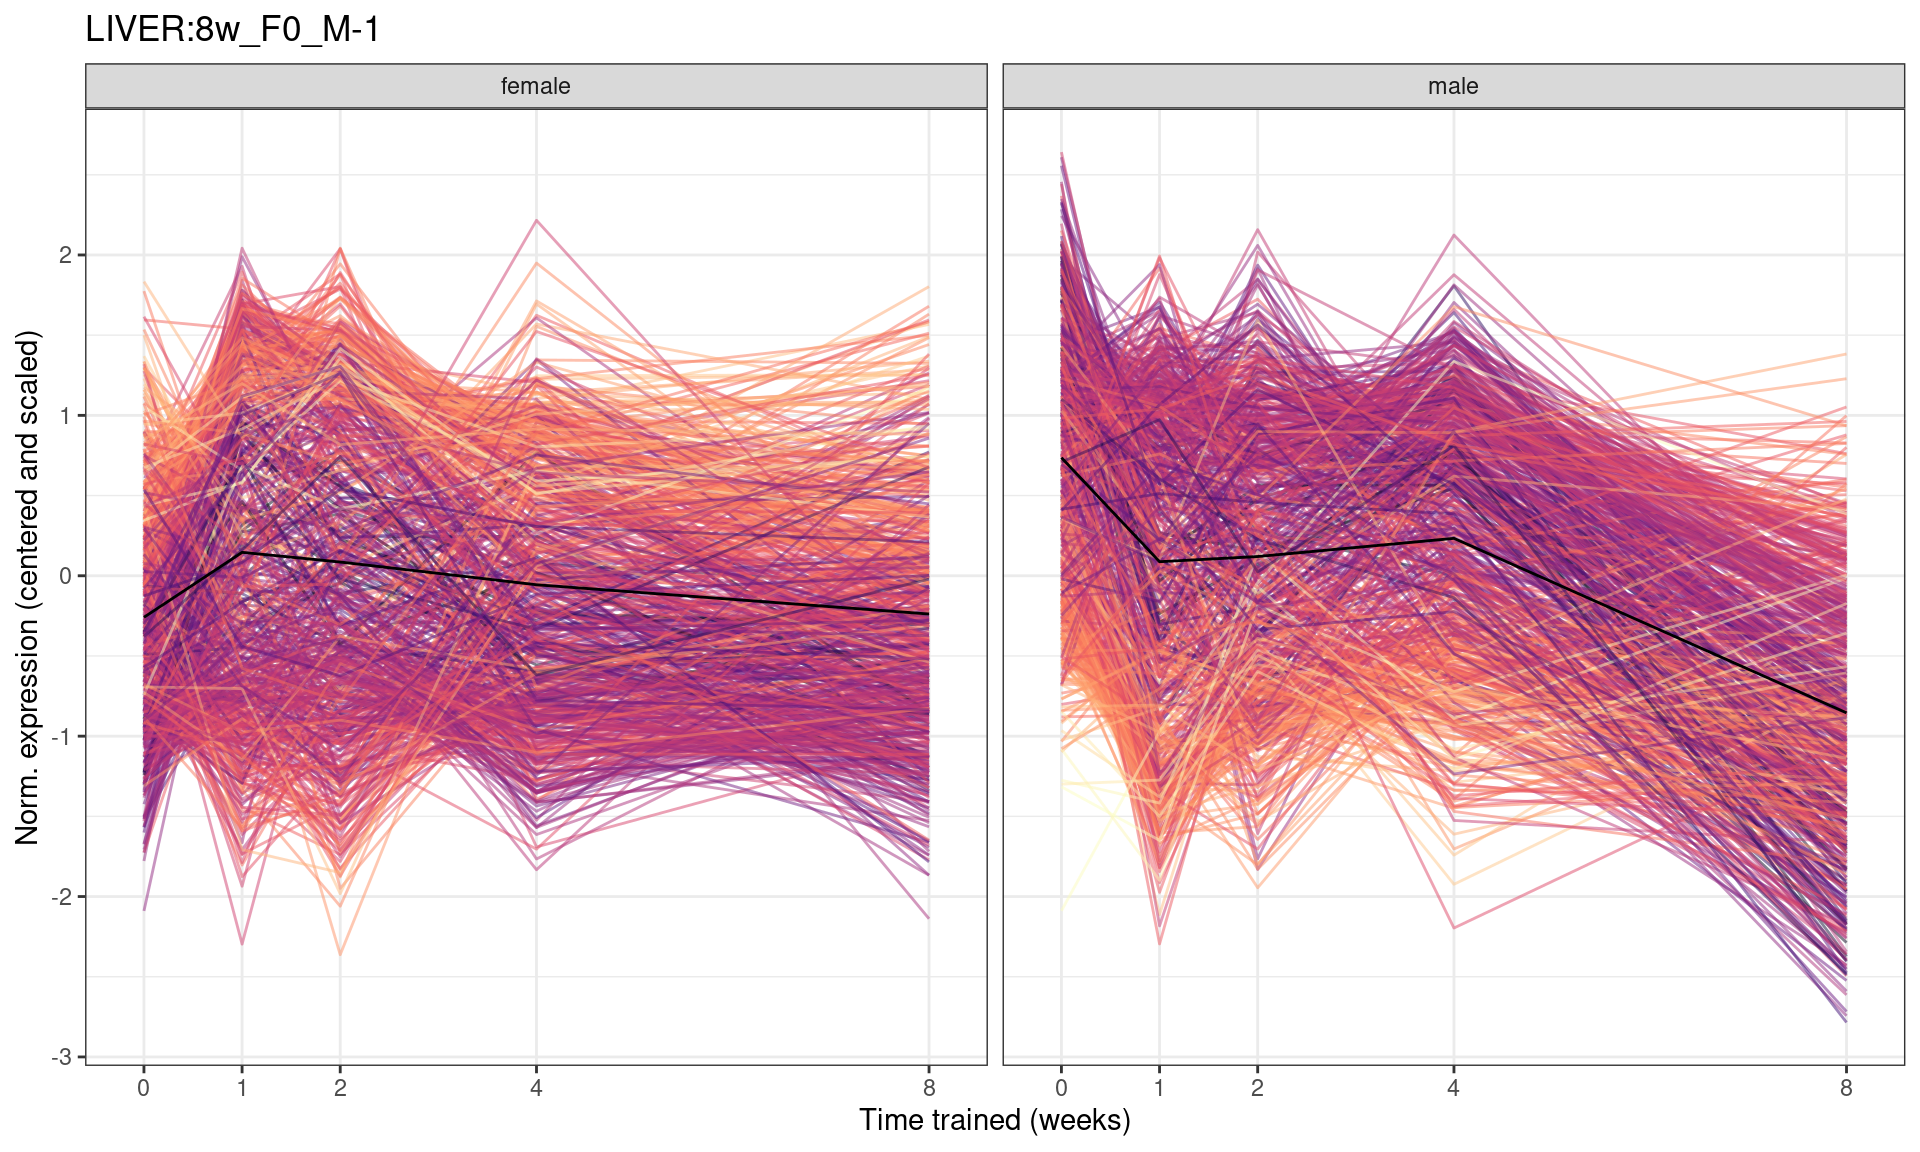 LIVER:8w_F0_M-1
female
male
Norm. expression (centered and scaled)
2
1
0
-1
-2
-3
0 1 2 4 8
0 1 2 4 8
Time trained (weeks)